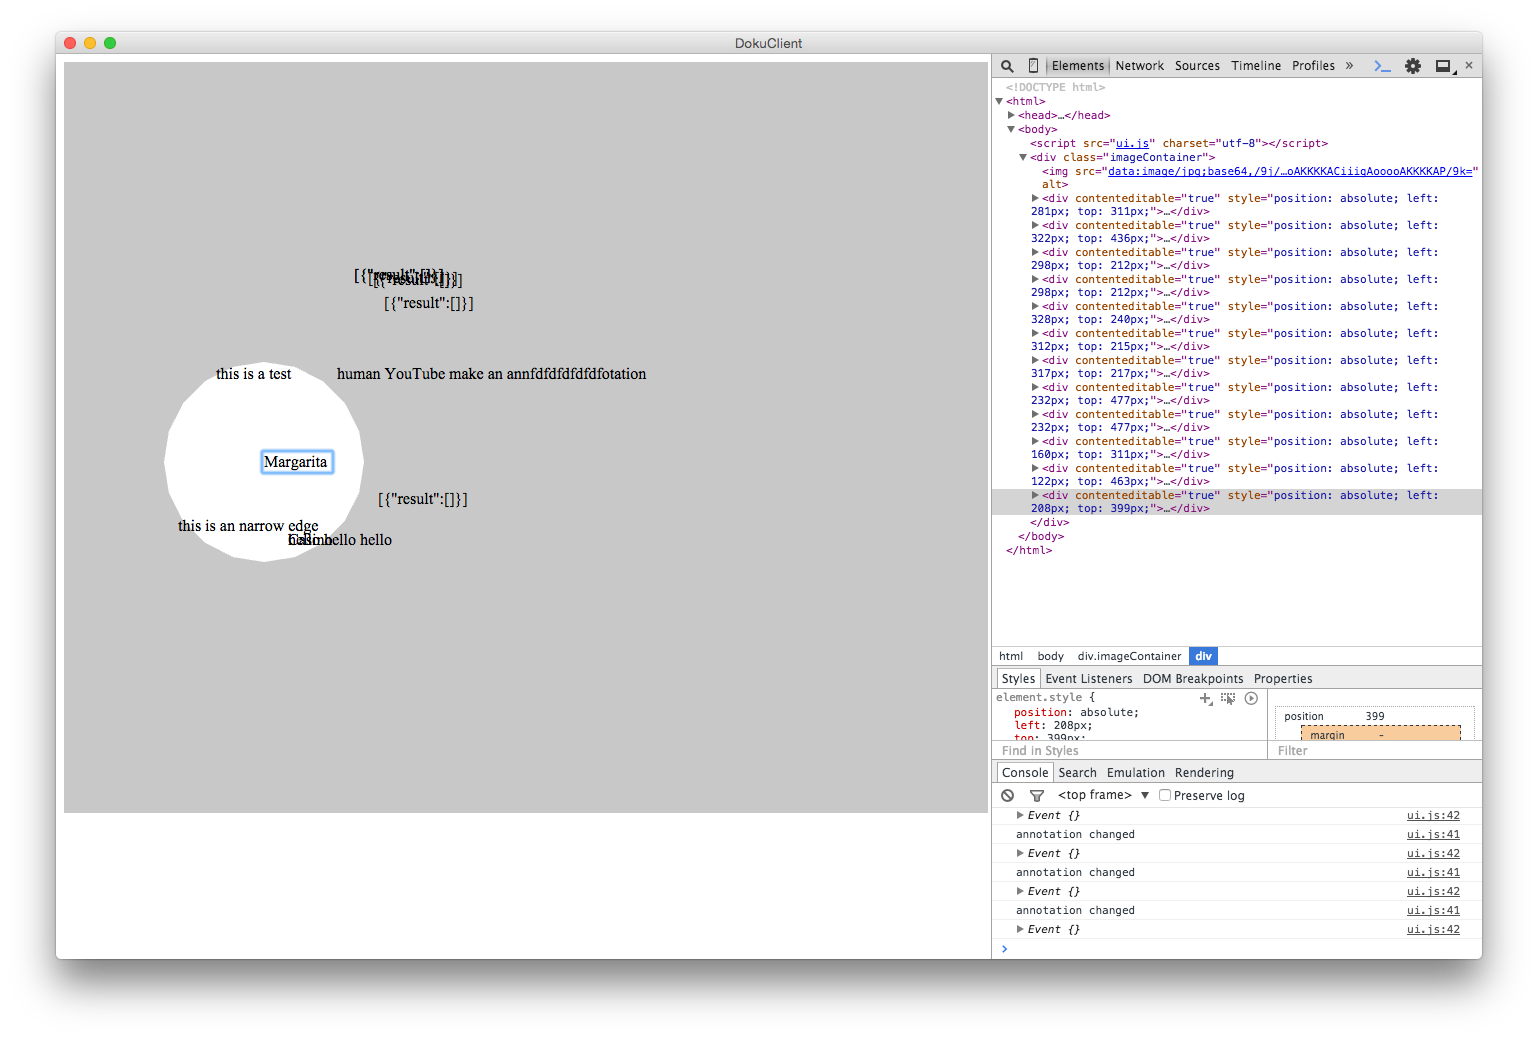 DokuClient
[{"result":[]}]
[{"result":[]}]
[{"result":[]}]
this is a test
human YouTube make an annfdfdfdfdfdfotation
Margarita
[{"result":[]}]
this is an narrow edge
hello hello
Elements Network Sources Timeline Profiles »
<!DOCTYPE html>
<html>
<head>…</head>
<body>
<script src="ui.js" charset="utf-8"></script>
<div class="imageContainer">
<img src="data:image/jpg;base64,/9j/…oAKKKKACiiigAooooAKKKKAP/9k="
alt>
<div contenteditable="true" style="position: absolute; left:
281px; top: 311px;">…</div>
<div contenteditable="true" style="position: absolute; left:
322px; top: 436px;">…</div>
<div contenteditable="true" style="position: absolute; left:
298px; top: 212px;">…</div>
<div contenteditable="true" style="position: absolute; left:
298px; top: 212px;">…</div>
<div contenteditable="true" style="position: absolute; left:
328px; top: 240px;">…</div>
<div contenteditable="true" style="position: absolute; left:
312px; top: 215px;">…</div>
<div contenteditable="true" style="position: absolute; left:
317px; top: 217px;">…</div>
<div contenteditable="true" style="position: absolute; left:
232px; top: 477px;">…</div>
<div contenteditable="true" style="position: absolute; left:
232px; top: 477px;">…</div>
<div contenteditable="true" style="position: absolute; left:
160px; top: 311px;">…</div>
<div contenteditable="true" style="position: absolute; left:
122px; top: 463px;">…</div>
<div contenteditable="true" style="position: absolute; left:
208px; top: 399px;">…</div>
</div>
</body>
</html>
html body div.imageContainer div
Styles Event Listeners DOM Breakpoints Properties
element.style {
position: absolute;
left: 208px;
top: 399px;
position 399
margin -
Find in Styles Filter
Console Search Emulation Rendering
<top frame> Preserve log
Event {} ui.js:42
annotation changed ui.js:41
Event {} ui.js:42
annotation changed ui.js:41
Event {} ui.js:42
annotation changed ui.js:41
Event {} ui.js:42